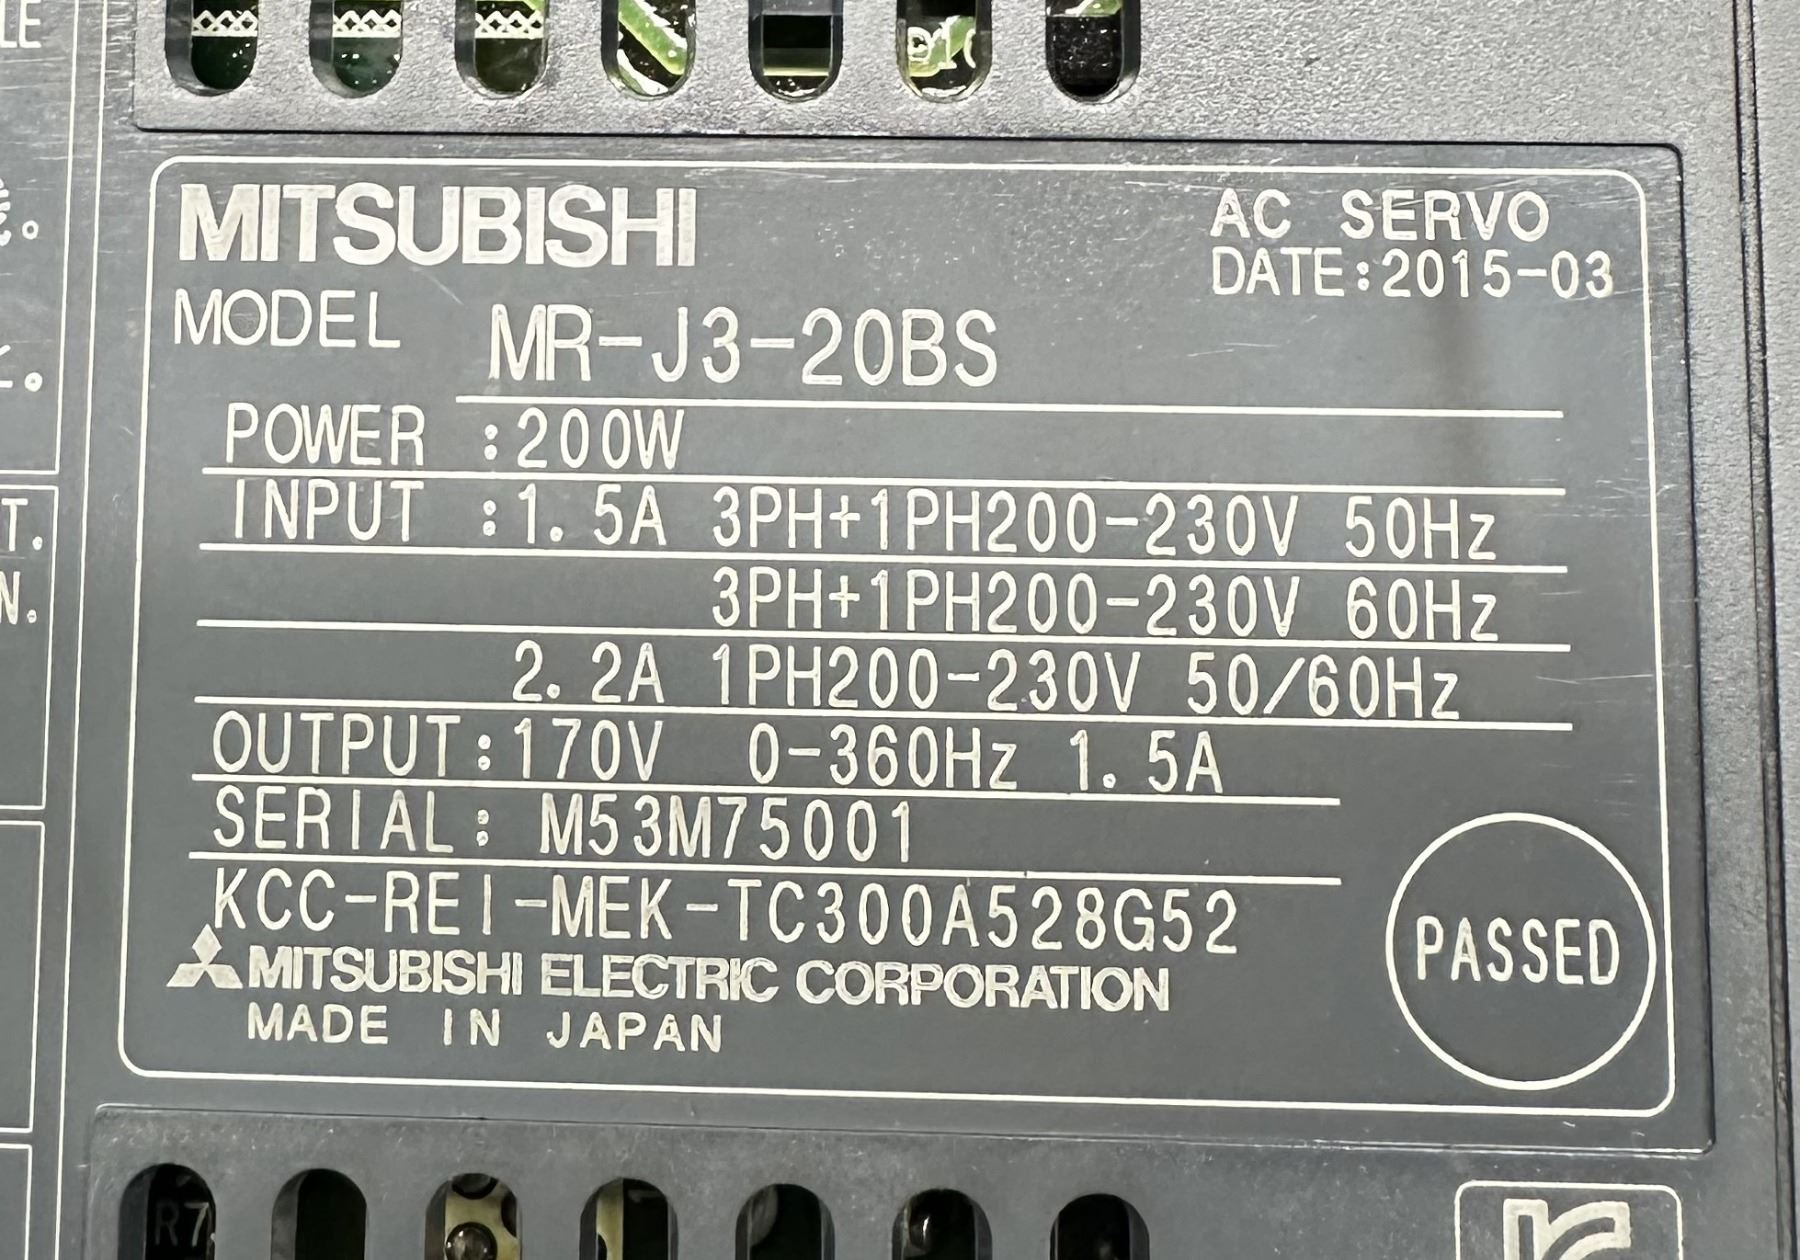 MITSUBISHI
AC SERVO
DATE:2015-03
MODEL MR-J3-20BS
POWER :200W
INPUT :1.5A 3PH+1PH200-230V 50Hz
3PH+1PH200-230V 60Hz
2.2A 1PH200-230V 50/60Hz
OUTPUT:170V 0-360Hz 1.5A
SERIAL: M53M75001
KCC-REI-MEK-TC300A528G52
MITSUBISHI ELECTRIC CORPORATION
MADE IN JAPAN
PASSED
R7